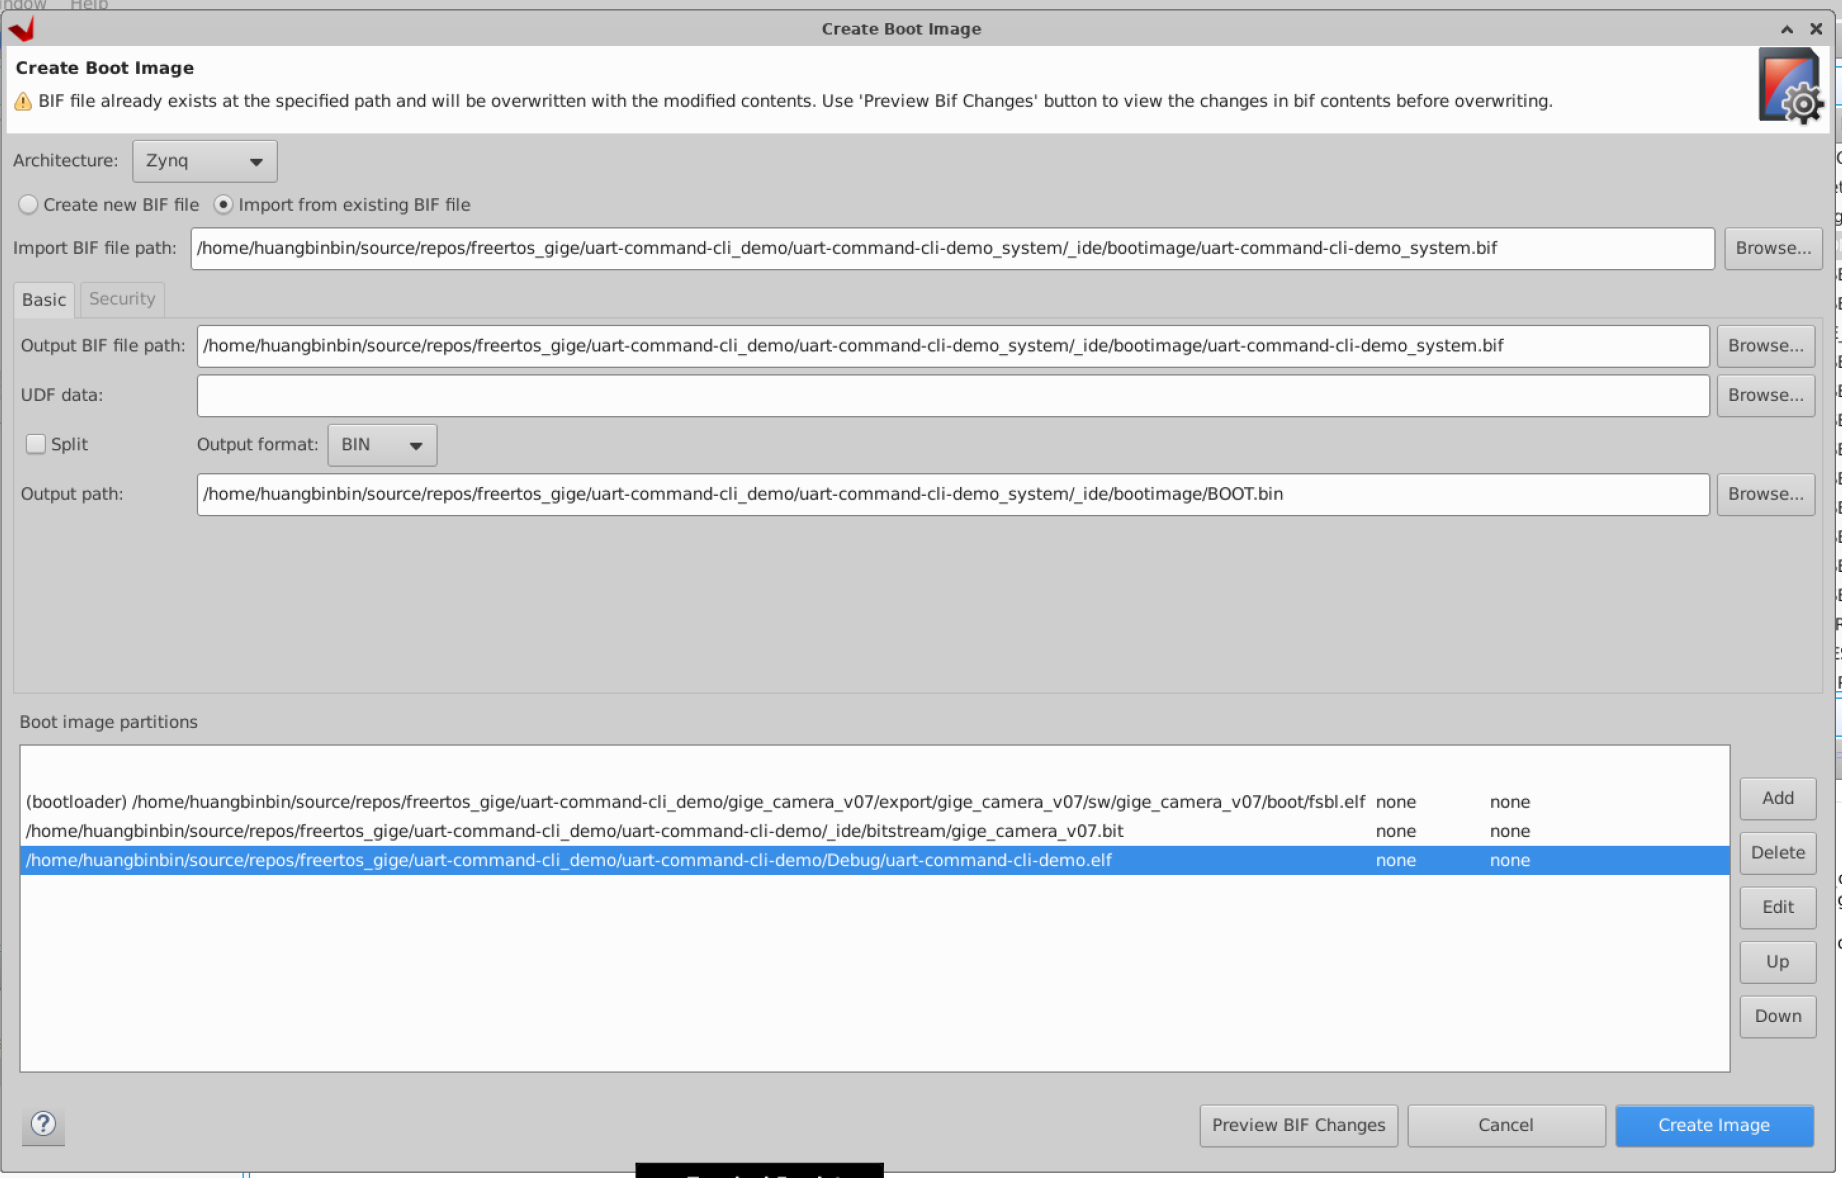 Help
Create Boot Image
Create Boot Image
BIF file already exists at the specified path and will be overwritten with the modified contents. Use 'Preview Bif Changes' button to view the changes in bif contents before overwriting.
Architecture: Zynq
Create new BIF file Import from existing BIF file
Import BIF file path: /home/huangbinbin/source/repos/freertos_gige/uart-command-cli_demo/uart-command-cli-demo_system/_ide/bootimage/uart-command-cli-demo_system.bif Browse...
Basic Security
Output BIF file path: /home/huangbinbin/source/repos/freertos_gige/uart-command-cli_demo/uart-command-cli-demo_system/_ide/bootimage/uart-command-cli-demo_system.bif Browse...
UDF data: Browse...
Split Output format: BIN
Output path: /home/huangbinbin/source/repos/freertos_gige/uart-command-cli_demo/uart-command-cli-demo_system/_ide/bootimage/BOOT.bin Browse...
Boot image partitions
(bootloader) /home/huangbinbin/source/repos/freertos_gige/uart-command-cli_demo/gige_camera_v07/export/gige_camera_v07/sw/gige_camera_v07/boot/fsbl.elf none none
/home/huangbinbin/source/repos/freertos_gige/uart-command-cli_demo/uart-command-cli-demo/_ide/bitstream/gige_camera_v07.bit none none
/home/huangbinbin/source/repos/freertos_gige/uart-command-cli_demo/uart-command-cli-demo/Debug/uart-command-cli-demo.elf none none
Add
Delete
Edit
Up
Down
? Preview BIF Changes Cancel Create Image